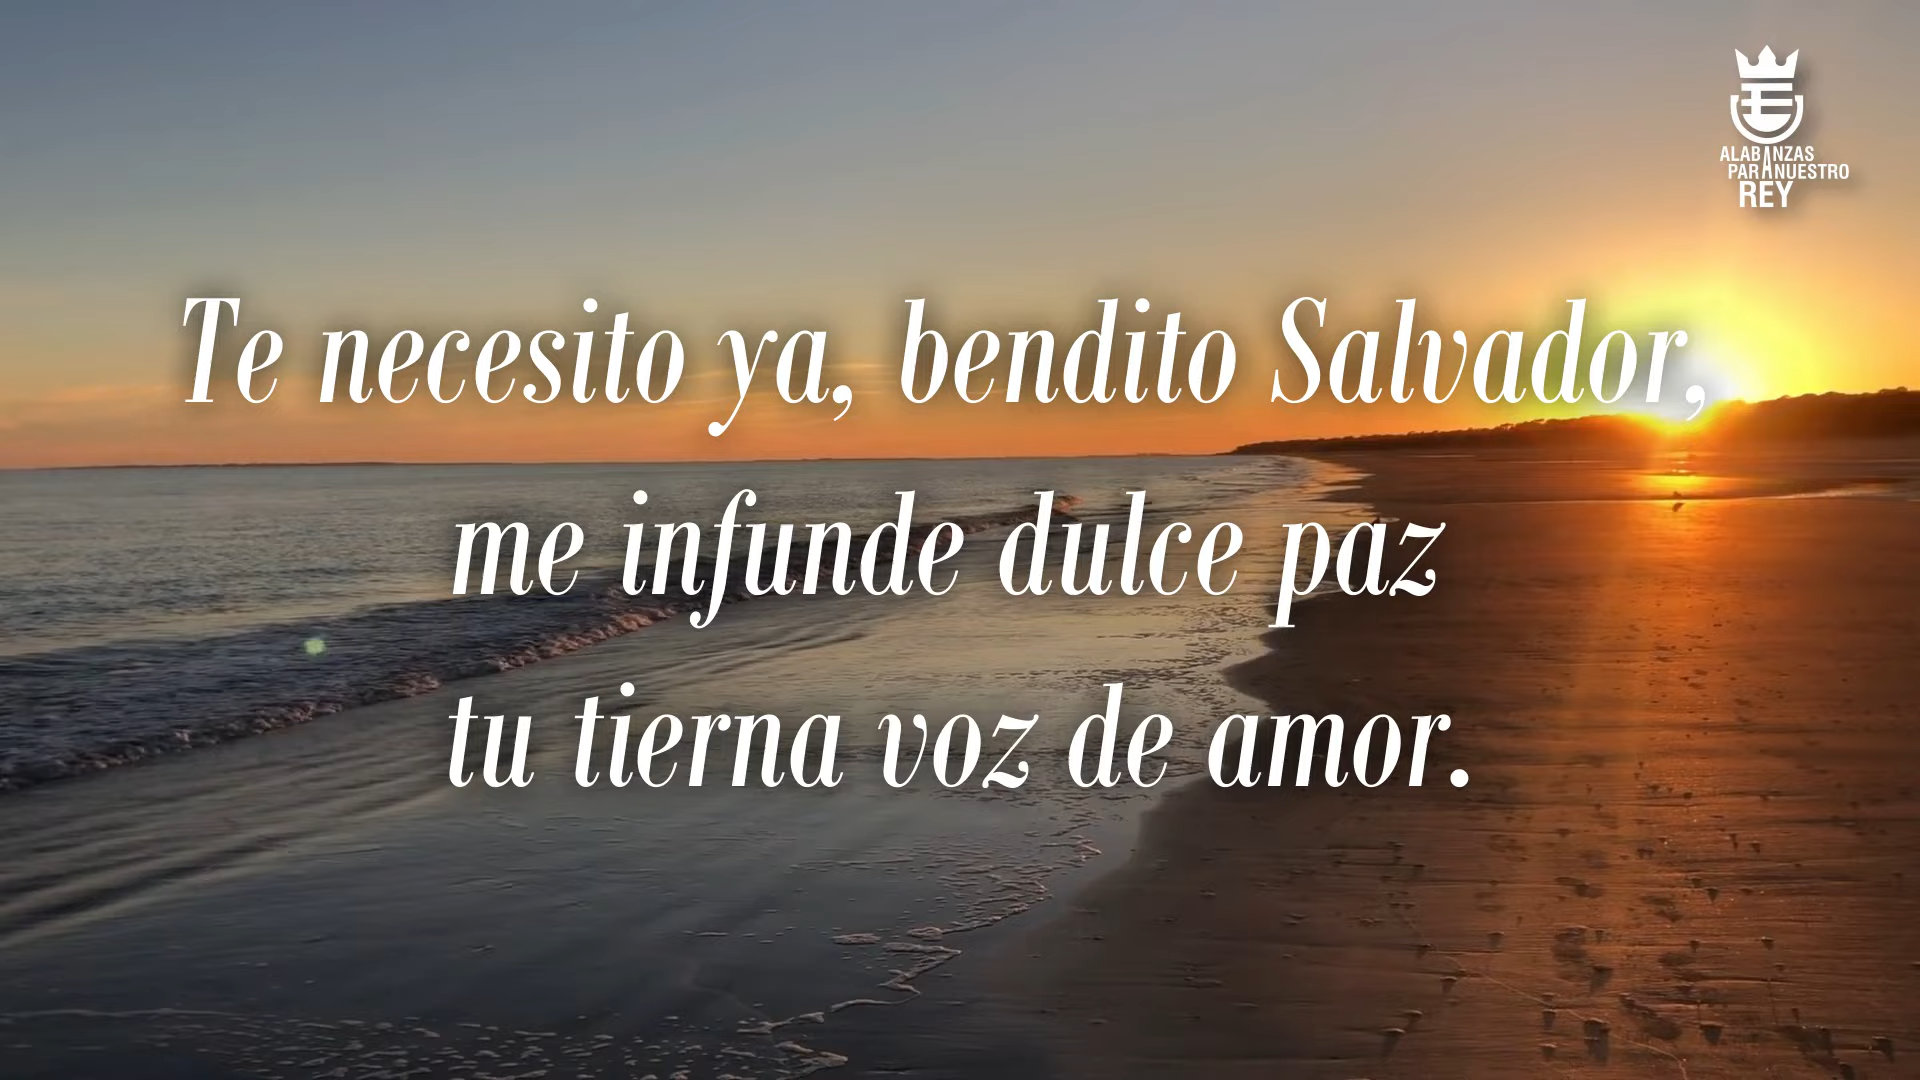 ALABANZAS
PARA NUESTRO
REY
Te necesito ya, bendito Salvador,
me infunde dulce paz
tu tierna voz de amor.